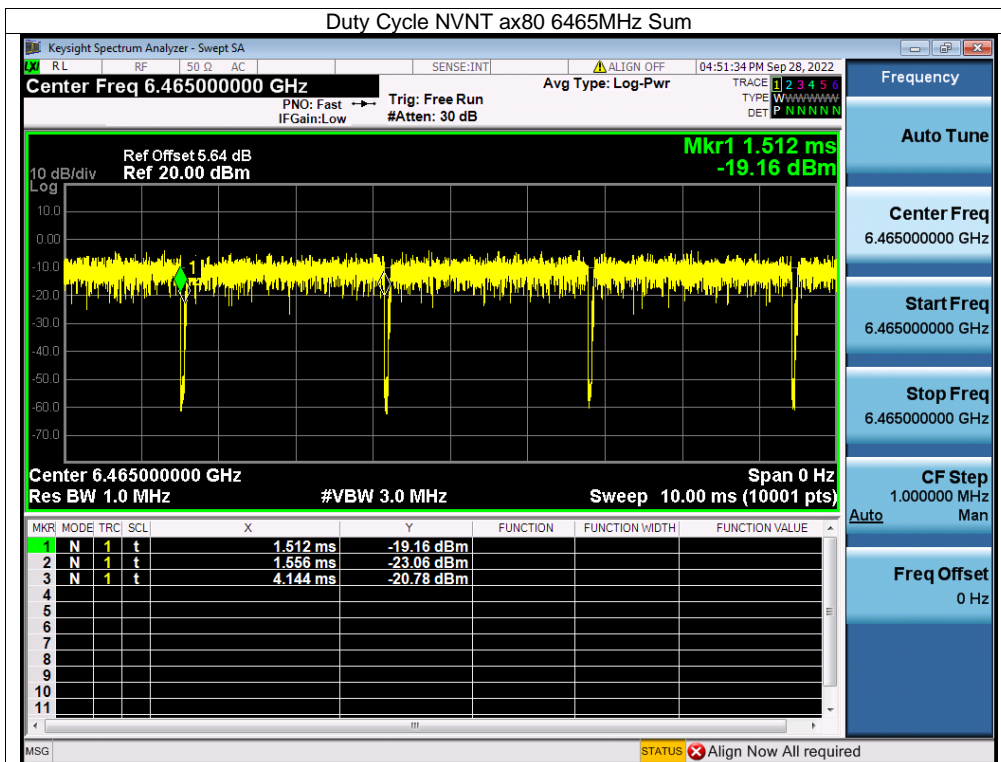 Duty Cycle NVNT ax80 6465MHz Sum
Keysight Spectrum Analyzer - Swept SA
LXI RL RF 50 Ω AC SENSE:INT ALIGN OFF 04:51:34 PM Sep 28, 2022
Center Freq 6.465000000 GHz Avg Type: Log-Pwr TRACE 1 2 3 4 5 6
PNO: Fast Trig: Free Run TYPE WWWWWW
IFGain:Low #Atten: 30 dB DET P N N N N N
Frequency
Mkr1 1.512 ms
-19.16 dBm
Ref Offset 5.64 dB
10 dB/div Ref 20.00 dBm
Log
10.0
0.00
-10.0
-20.0
-30.0
-40.0
-50.0
-60.0
-70.0
1
Center 6.465000000 GHz Span 0 Hz
Res BW 1.0 MHz #VBW 3.0 MHz Sweep 10.00 ms (10001 pts)
MKR MODE TRC SCL X Y FUNCTION FUNCTION WIDTH FUNCTION VALUE
1 N 1 t 1.512 ms -19.16 dBm
2 N 1 t 1.556 ms -23.06 dBm
3 N 1 t 4.144 ms -20.78 dBm
4
5
6
7
8
9
10
11
Auto Tune
Center Freq
6.465000000 GHz
Start Freq
6.465000000 GHz
Stop Freq
6.465000000 GHz
CF Step
1.000000 MHz
Auto Man
Freq Offset
0 Hz
MSG STATUS Align Now All required